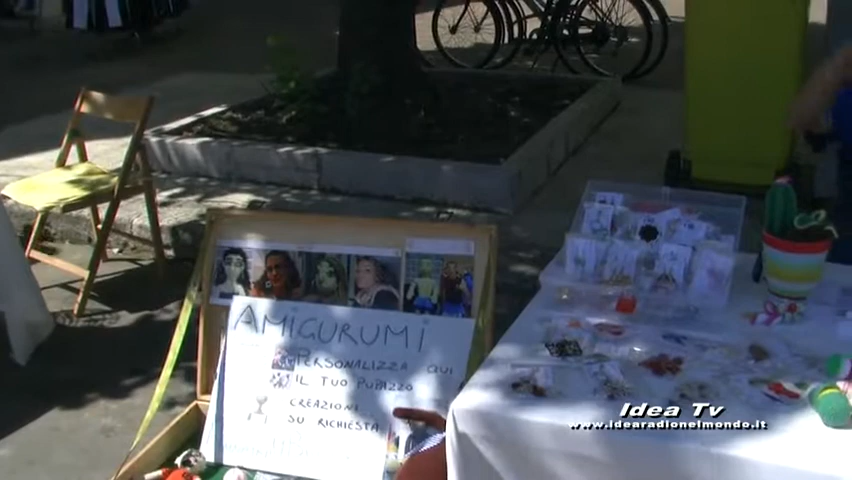 AMIGURUMI
PERSONALIZZA QUI
IL TUO PUPAZZO
CREAZIONI
SU RICHIESTA
Idea Tv
www.idearadionelmondo.it